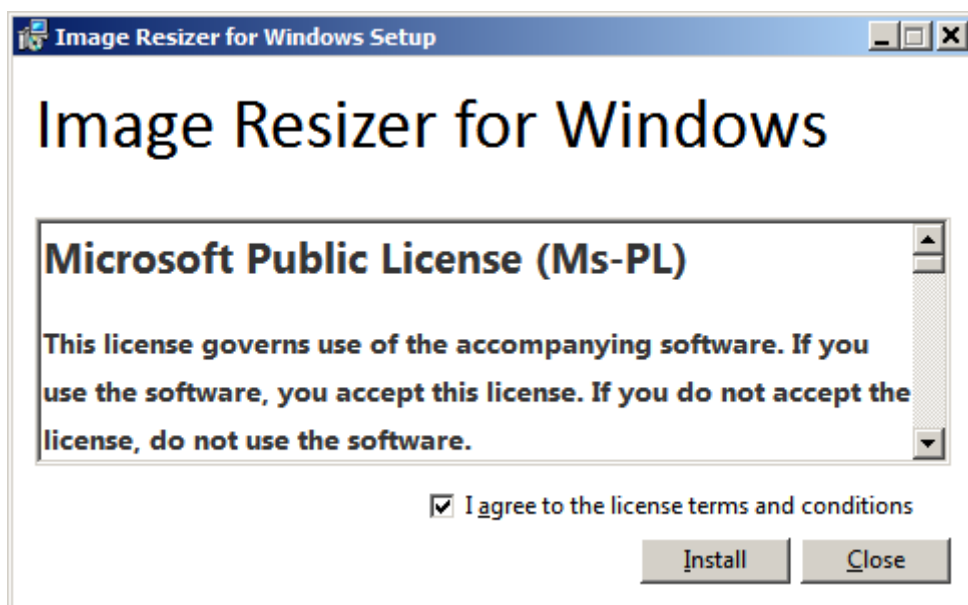 Image Resizer for Windows Setup
Image Resizer for Windows
Microsoft Public License (Ms-PL)
This license governs use of the accompanying software. If you
use the software, you accept this license. If you do not accept the
license, do not use the software.
I agree to the license terms and conditions
Install Close